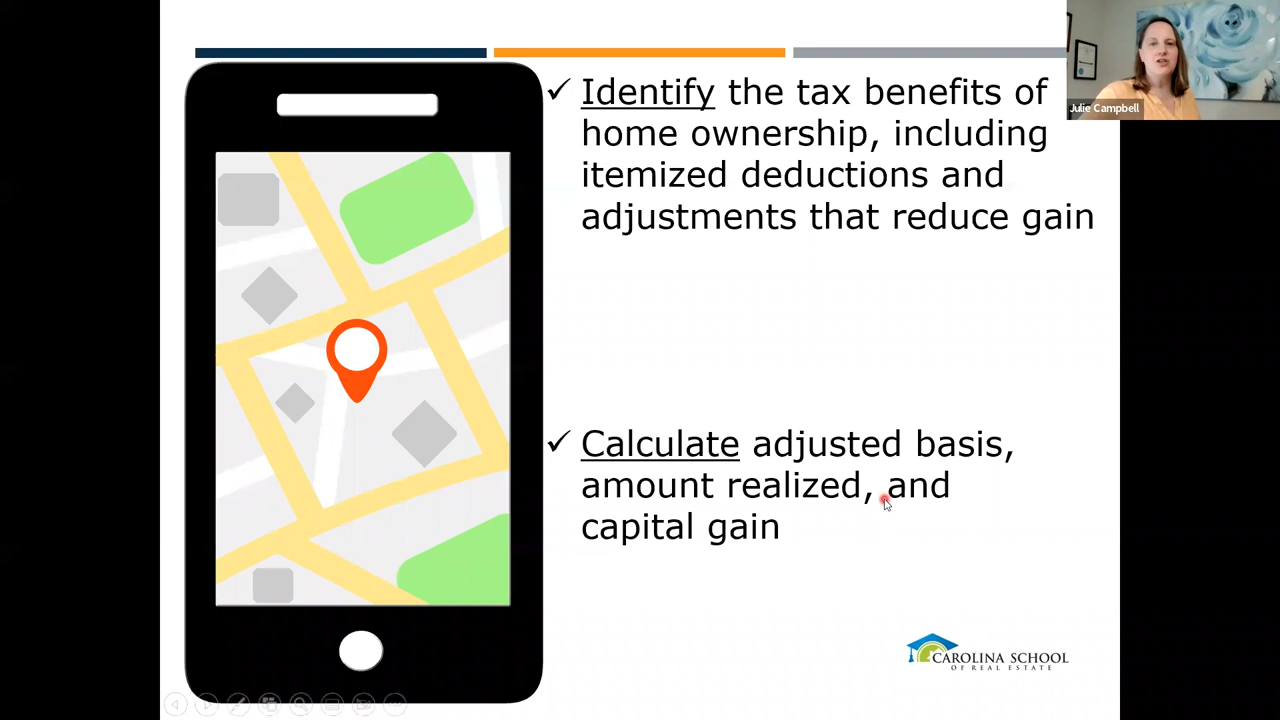 ✓ Identify the tax benefits of
home ownership, including
itemized deductions and
adjustments that reduce gain
✓ Calculate adjusted basis,
amount realized, and
capital gain
Julie Campbell
CAROLINA SCHOOL
OF REAL ESTATE